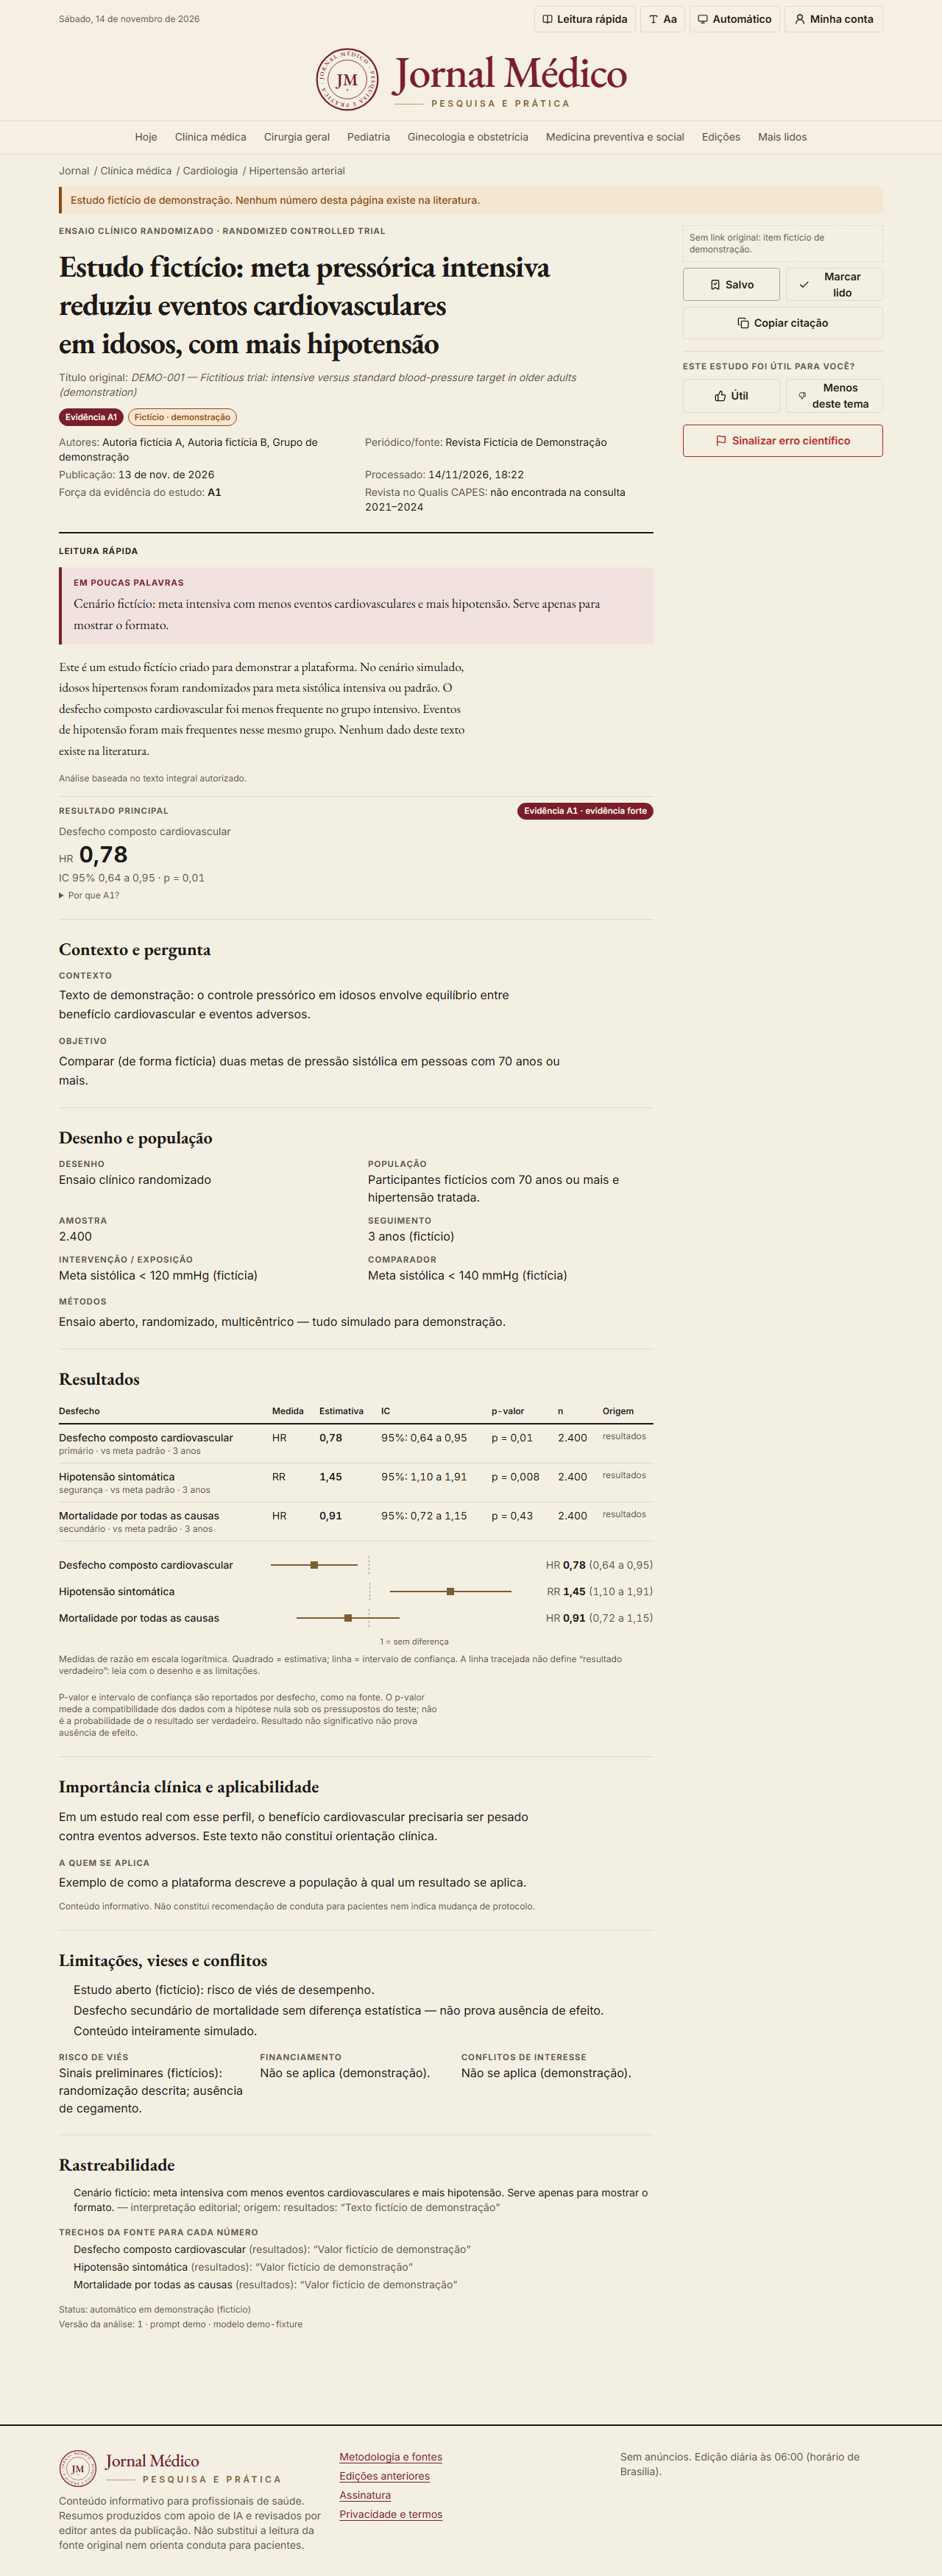 Sábado, 14 de novembro de 2026
Leitura rápida
Aa
Automático
Minha conta
JORNAL MÉDICO · PESQUISA E PRÁTICA
JM
Jornal Médico
PESQUISA E PRÁTICA
Hoje Clínica médica Cirurgia geral Pediatria Ginecologia e obstetrícia Medicina preventiva e social Edições Mais lidos
Jornal / Clínica médica / Cardiologia / Hipertensão arterial
Estudo fictício de demonstração. Nenhum número desta página existe na literatura.
ENSAIO CLÍNICO RANDOMIZADO · RANDOMIZED CONTROLLED TRIAL
Estudo fictício: meta pressórica intensiva
reduziu eventos cardiovasculares
em idosos, com mais hipotensão
Título original: DEMO-001 — Fictitious trial: intensive versus standard blood-pressure target in older adults
(demonstration)
Evidência A1
Fictício · demonstração
Autores: Autoria fictícia A, Autoria fictícia B, Grupo de
demonstração
Periódico/fonte: Revista Fictícia de Demonstração
Publicação: 13 de nov. de 2026
Processado: 14/11/2026, 18:22
Força da evidência do estudo: A1
Revista no Qualis CAPES: não encontrada na consulta
2021–2024
Sem link original: item fictício de
demonstração.
Salvo
Marcar
lido
Copiar citação
ESTE ESTUDO FOI ÚTIL PARA VOCÊ?
Útil
Menos
deste tema
Sinalizar erro científico
LEITURA RÁPIDA
EM POUCAS PALAVRAS
Cenário fictício: meta intensiva com menos eventos cardiovasculares e mais hipotensão. Serve apenas para
mostrar o formato.
Este é um estudo fictício criado para demonstrar a plataforma. No cenário simulado,
idosos hipertensos foram randomizados para meta sistólica intensiva ou padrão. O
desfecho composto cardiovascular foi menos frequente no grupo intensivo. Eventos
de hipotensão foram mais frequentes nesse mesmo grupo. Nenhum dado deste texto
existe na literatura.
Análise baseada no texto integral autorizado.
RESULTADO PRINCIPAL
Evidência A1 · evidência forte
Desfecho composto cardiovascular
HR 0,78
IC 95% 0,64 a 0,95 · p = 0,01
Por que A1?
Contexto e pergunta
CONTEXTO
Texto de demonstração: o controle pressórico em idosos envolve equilíbrio entre
benefício cardiovascular e eventos adversos.
OBJETIVO
Comparar (de forma fictícia) duas metas de pressão sistólica em pessoas com 70 anos ou
mais.
Desenho e população
DESENHO
Ensaio clínico randomizado
POPULAÇÃO
Participantes fictícios com 70 anos ou mais e
hipertensão tratada.
AMOSTRA
2.400
SEGUIMENTO
3 anos (fictício)
INTERVENÇÃO / EXPOSIÇÃO
Meta sistólica < 120 mmHg (fictícia)
COMPARADOR
Meta sistólica < 140 mmHg (fictícia)
MÉTODOS
Ensaio aberto, randomizado, multicêntrico — tudo simulado para demonstração.
Resultados
Desfecho Medida Estimativa IC p-valor n Origem
Desfecho composto cardiovascular HR 0,78 95%: 0,64 a 0,95 p = 0,01 2.400 resultados
primário · vs meta padrão · 3 anos
Hipotensão sintomática RR 1,45 95%: 1,10 a 1,91 p = 0,008 2.400 resultados
segurança · vs meta padrão · 3 anos
Mortalidade por todas as causas HR 0,91 95%: 0,72 a 1,15 p = 0,43 2.400 resultados
secundário · vs meta padrão · 3 anos
Desfecho composto cardiovascular HR 0,78 (0,64 a 0,95)
Hipotensão sintomática RR 1,45 (1,10 a 1,91)
Mortalidade por todas as causas HR 0,91 (0,72 a 1,15)
1 = sem diferença
Medidas de razão em escala logarítmica. Quadrado = estimativa; linha = intervalo de confiança. A linha tracejada não define “resultado
verdadeiro”: leia com o desenho e as limitações.
P-valor e intervalo de confiança são reportados por desfecho, como na fonte. O p-valor
mede a compatibilidade dos dados com a hipótese nula sob os pressupostos do teste; não
é a probabilidade de o resultado ser verdadeiro. Resultado não significativo não prova
ausência de efeito.
Importância clínica e aplicabilidade
Em um estudo real com esse perfil, o benefício cardiovascular precisaria ser pesado
contra eventos adversos. Este texto não constitui orientação clínica.
A QUEM SE APLICA
Exemplo de como a plataforma descreve a população à qual um resultado se aplica.
Conteúdo informativo. Não constitui recomendação de conduta para pacientes nem indica mudança de protocolo.
Limitações, vieses e conflitos
Estudo aberto (fictício): risco de viés de desempenho.
Desfecho secundário de mortalidade sem diferença estatística — não prova ausência de efeito.
Conteúdo inteiramente simulado.
RISCO DE VIÉS
Sinais preliminares (fictícios):
randomização descrita; ausência
de cegamento.
FINANCIAMENTO
Não se aplica (demonstração).
CONFLITOS DE INTERESSE
Não se aplica (demonstração).
Rastreabilidade
Cenário fictício: meta intensiva com menos eventos cardiovasculares e mais hipotensão. Serve apenas para mostrar o
formato. — interpretação editorial; origem: resultados: “Texto fictício de demonstração”
TRECHOS DA FONTE PARA CADA NÚMERO
Desfecho composto cardiovascular (resultados): “Valor fictício de demonstração”
Hipotensão sintomática (resultados): “Valor fictício de demonstração”
Mortalidade por todas as causas (resultados): “Valor fictício de demonstração”
Status: automático em demonstração (fictício)
Versão da análise: 1 · prompt demo · modelo demo-fixture
JM
Jornal Médico
PESQUISA E PRÁTICA
Conteúdo informativo para profissionais de saúde.
Resumos produzidos com apoio de IA e revisados por
editor antes da publicação. Não substitui a leitura da
fonte original nem orienta conduta para pacientes.
Metodologia e fontes
Edições anteriores
Assinatura
Privacidade e termos
Sem anúncios. Edição diária às 06:00 (horário de
Brasília).